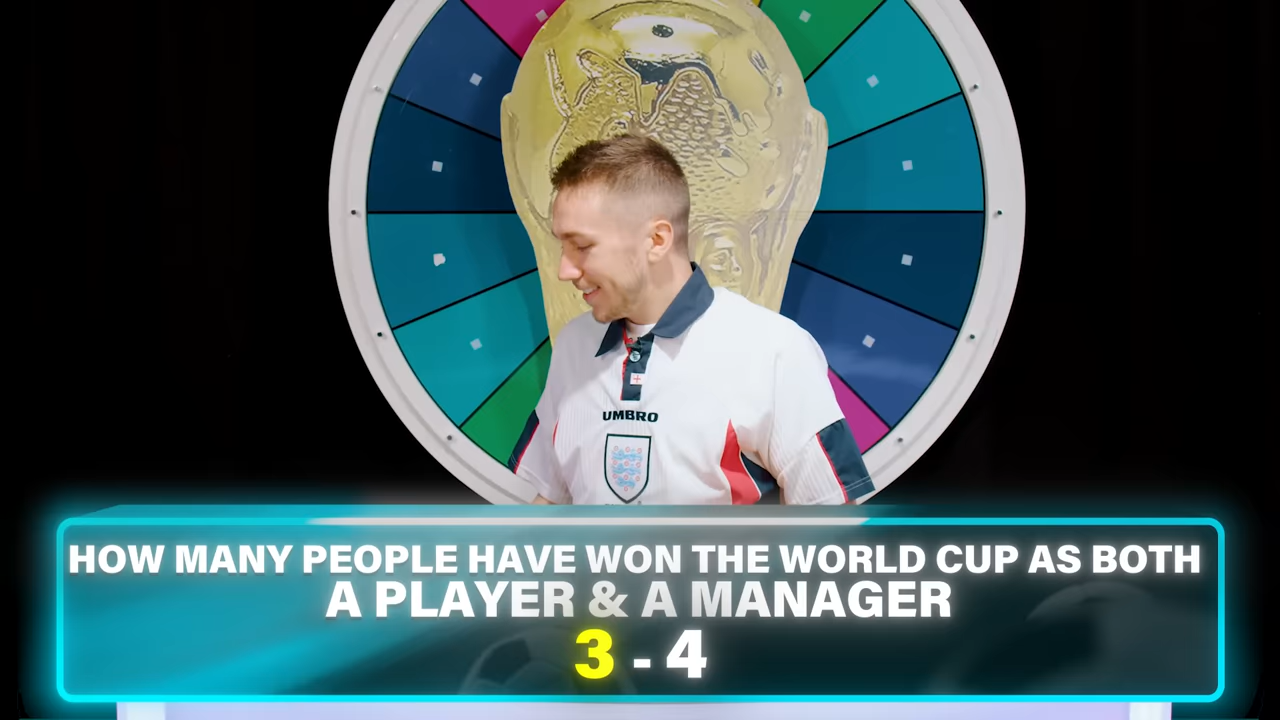 UMBRO
HOW MANY PEOPLE HAVE WON THE WORLD CUP AS BOTH
A PLAYER & A MANAGER
3 - 4